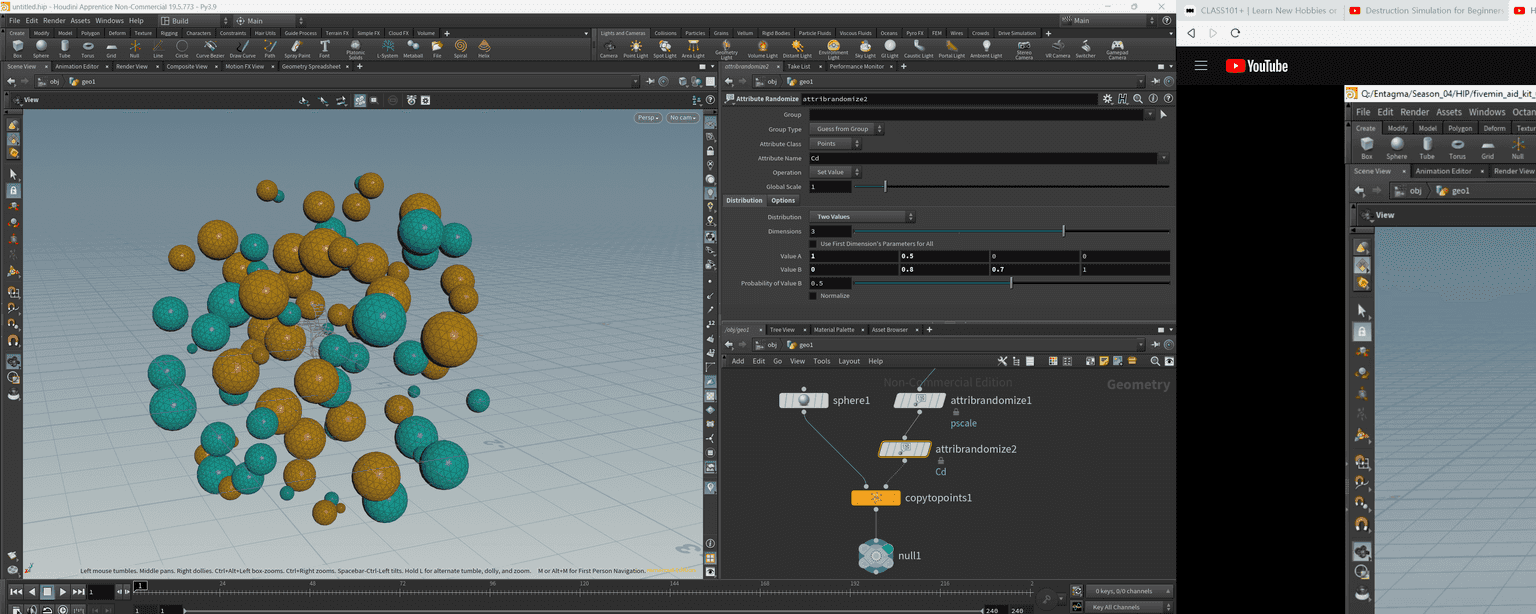 untitled.hip - Houdini Apprentice Non-Commercial 19.5.773 - Py3.9
File Edit Render Assets Windows Help Build Main Main
Create Modify Model Polygon Deform Texture Rigging Characters Constraints Hair Utils Guide Process Terrain FX Simple FX Cloud FX Volume
Lights and Cameras Collisions Particles Grains Vellum Rigid Bodies Particle Fluids Viscous Fluids Oceans Pyro FX FEM Wires Crowds Drive Simulation
Box Sphere Tube Torus Grid Null Line Circle Curve Bezier Draw Curve Path Spray Paint Font Platonic Solids L-System Metaball File Spiral Helix
Camera Point Light Spot Light Area Light Geometry Light Volume Light Distant Light Environment Light Sky Light GI Light Caustic Light Portal Light Ambient Light Stereo Camera VR Camera Switcher Gamepad Camera
Scene View Animation Editor Render View Composite View Motion FX View Geometry Spreadsheet
obj geo1
View
Persp No cam
Left mouse tumbles. Middle pans. Right dollies. Ctrl+Alt+Left box-zooms. Ctrl+Right zooms. Spacebar-Ctrl-Left tilts. Hold L for alternate tumble, dolly, and zoom. M or Alt+M for First Person Navigation.
attribrandomize2 Take List Performance Monitor
obj geo1
Attribute Randomize attribrandomize2
Group
Group Type Guess from Group
Attribute Class Points
Attribute Name Cd
Operation Set Value
Global Scale 1
Distribution Options
Distribution Two Values
Dimensions 3
Use First Dimension's Parameters for All
Value A 1 0.5 0 0
Value B 0 0.8 0.7 1
Probability of Value B 0.5
Normalize
/obj/geo1 Tree View Material Palette Asset Browser
obj geo1
Add Edit Go View Tools Layout Help
Non-Commercial Edition
Geometry
sphere1
attribrandomize1
pscale
attribrandomize2
Cd
copytopoints1
null1
1 1 24 48 72 96 120 144 168 192 216 2
1 1 240 240
0 keys, 0/0 channels
Key All Channels
CLASS101+ | Learn New Hobbies or
Destruction Simulation for Beginner
YouTube
Q:/Entagma/Season_04/HIP/fivemin_aid_kit_
File Edit Render Assets Windows Octan
Create Modify Model Polygon Deform Textur
Box Sphere Tube Torus Grid Null
Scene View Animation Editor Render View
obj geo1
View